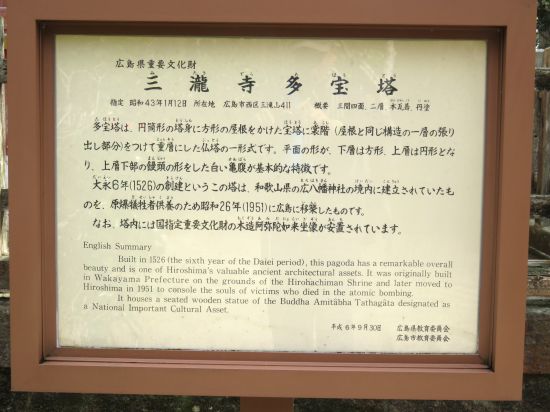 広島県重要文化財
三瀧寺多宝塔
指定 昭和43年1月12日 所在地 広島市西区三滝山411 概要 三間四面、二層、本瓦葺、丹塗
多宝塔は、円筒形の塔身に方形の屋根をかけた宝塔に裳階（屋根と同じ構造の一層の張り
出し部分）をつけて重層にした仏塔の一形式です。平面の形が、下層は方形、上層は円形とな
り、上層下部の饅頭の形をした白い亀腹が基本的な特徴です。
大永6年(1526)の創建というこの塔は、和歌山県の広八幡神社の境内に建立されていたも
のを、原爆犠牲者供養のため昭和26年(1951)に広島に移築したものです。
なお、塔内には国指定重要文化財の木造阿弥陀如来坐像が安置されています。
English Summary
Built in 1526 (the sixth year of the Daiei period), this pagoda has a remarkable overall
beauty and is one of Hiroshima's valuable ancient architectural assets. It was originally built
in Wakayama Prefecture on the grounds of the Hirohachiman Shrine and later moved to
Hiroshima in 1951 to console the souls of victims who died in the atomic bombing.
It houses a seated wooden statue of the Buddha Amitābha Tathagāta designated as
a National Important Cultural Asset.
平成6年9月30日 広島県教育委員会
広島市教育委員会